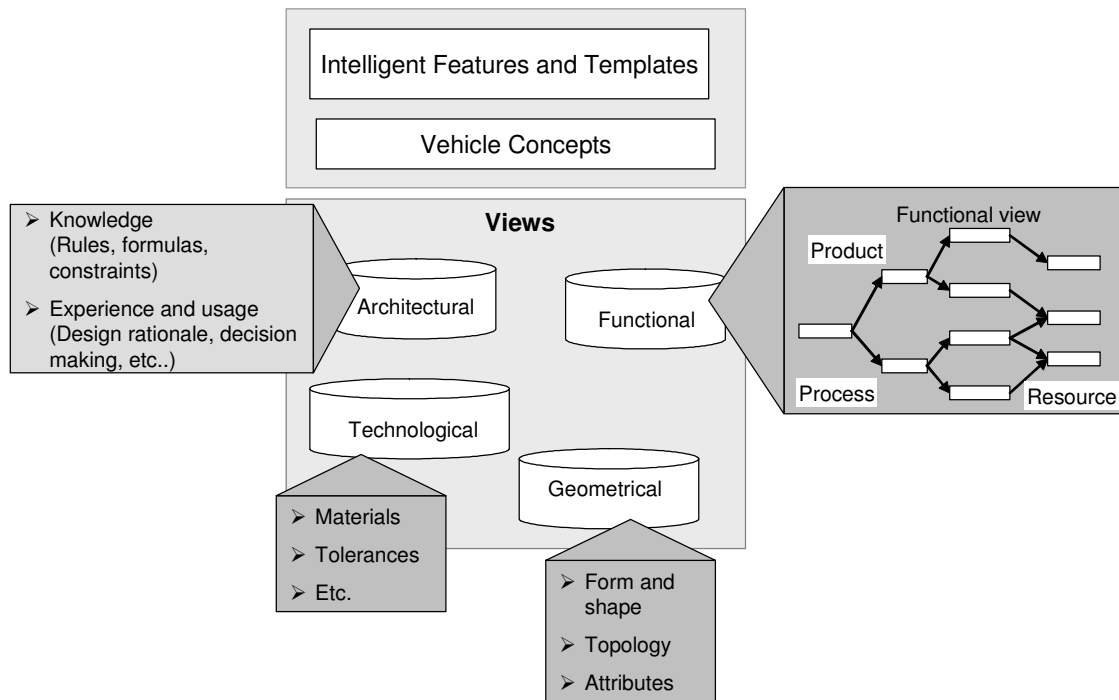 Intelligent Features and Templates
Vehicle Concepts
Views
➢ Knowledge
(Rules, formulas,
constraints)
➢ Experience and usage
(Design rationale, decision
making, etc..)
Architectural
Functional
Technological
Geometrical
Functional view
Product
Process
Resource
➢ Materials
➢ Tolerances
➢ Etc.
➢ Form and
shape
➢ Topology
➢ Attributes